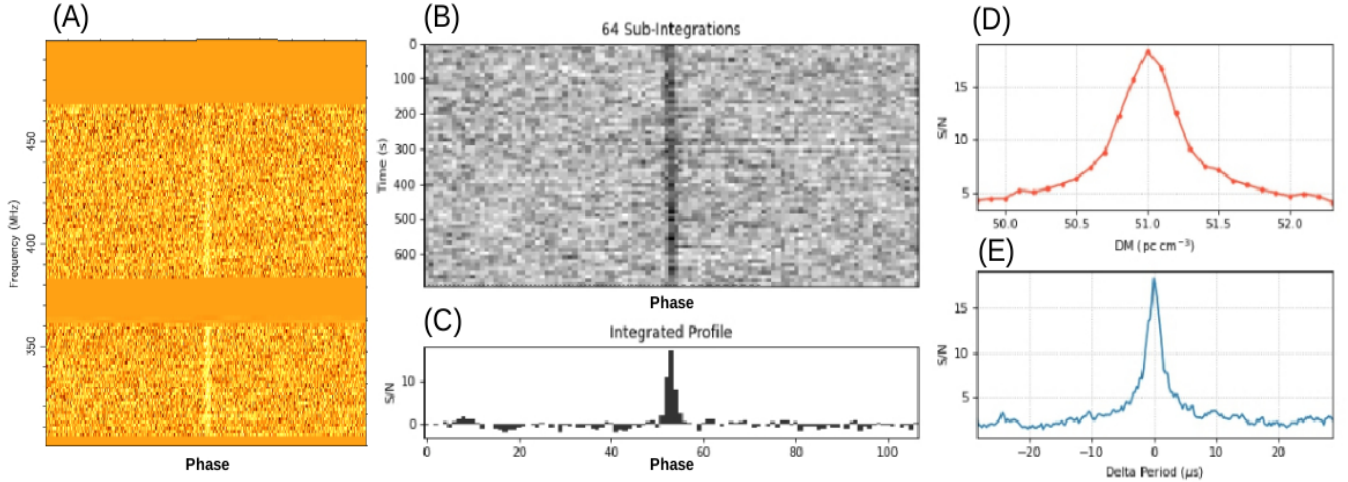 (A)
Frequency (MHz)
450
400
350
Phase
(B)
64 Sub-Integrations
Time (s)
0
100
200
300
400
500
600
Phase
(C)
Integrated Profile
S/N
10
0
0 20 40 60 80 100
Phase
(D)
S/N
15
10
5
50.0 50.5 51.0 51.5 52.0
DM (pc cm⁻³)
(E)
S/N
15
10
5
−20 −10 0 10 20
Delta Period (μs)